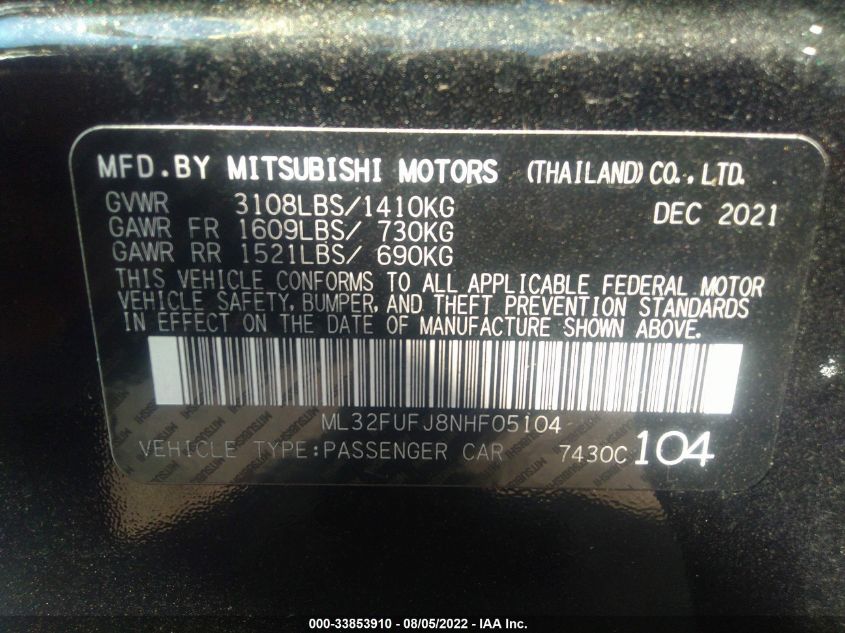 MFD.BY MITSUBISHI MOTORS (THAILAND) CO., LTD.
GVWR 3108LBS/1410KG DEC 2021
GAWR FR 1609LBS/ 730KG
GAWR RR 1521LBS/ 690KG
THIS VEHICLE CONFORMS TO ALL APPLICABLE FEDERAL MOTOR
VEHICLE SAFETY, BUMPER, AND THEFT PREVENTION STANDARDS
IN EFFECT ON THE DATE OF MANUFACTURE SHOWN ABOVE.
ML32FUFJ8NHF05104
VEHICLE TYPE:PASSENGER CAR 7430C 104
000-33853910 - 08/05/2022 - IAA Inc.